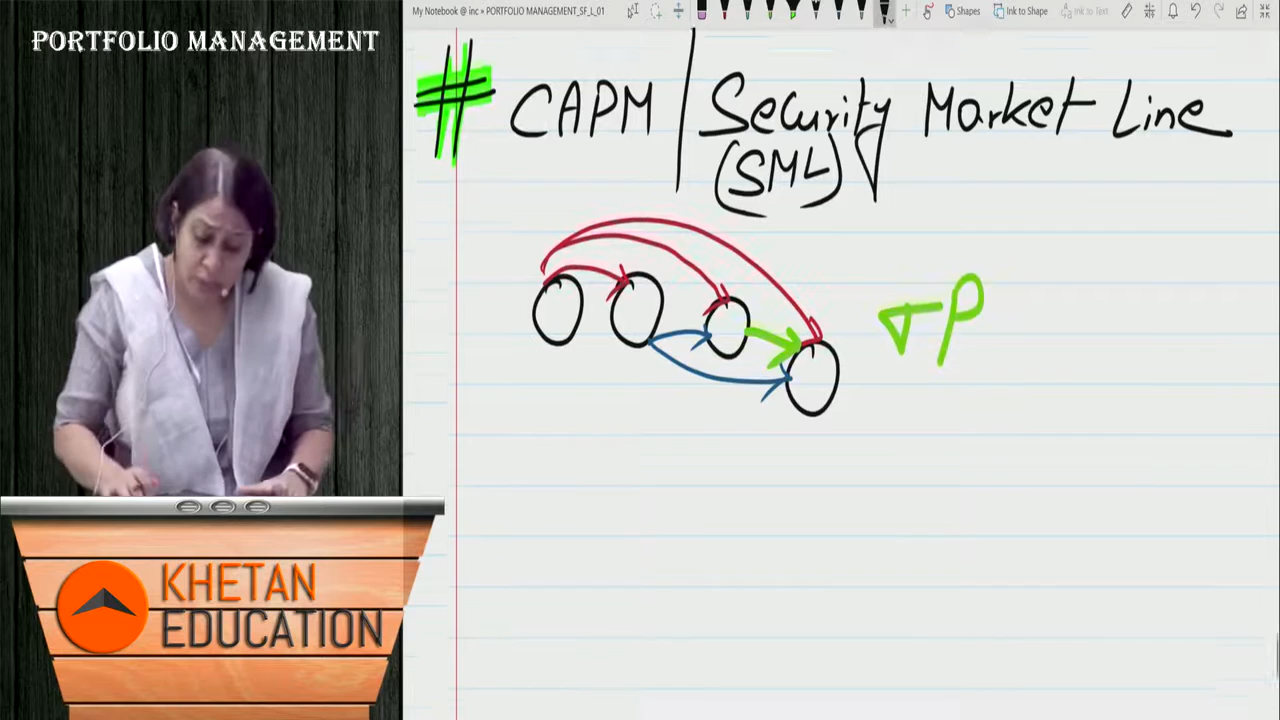 PORTFOLIO MANAGEMENT
My Notebook @ inc » PORTFOLIO MANAGEMENT_SF_L_01
Shapes
Ink to Shape
Ink to Text
# CAPM | Security Market Line
(SML)
σP
KHETAN
EDUCATION